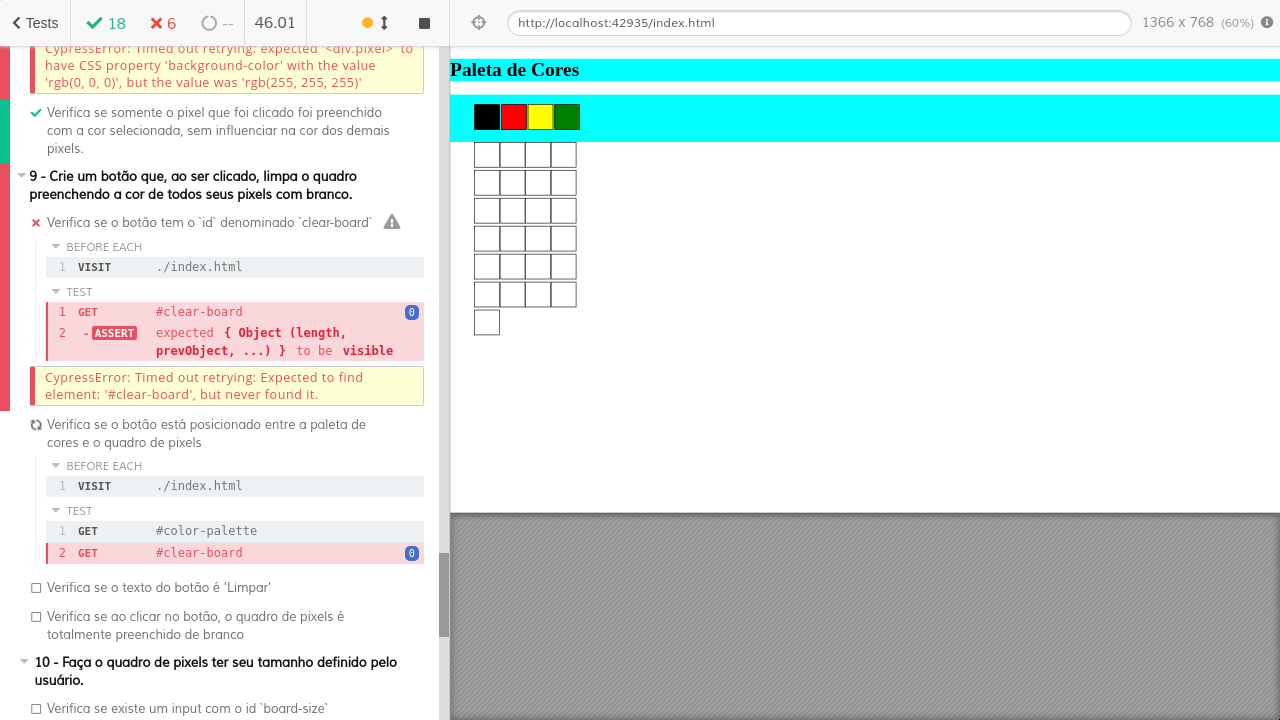 Tests
18
6
--
46.01
http://localhost:42935/index.html
1366 x 768 (60%)
CypressError: Timed out retrying: expected '<div.pixel>' to
have CSS property 'background-color' with the value
'rgb(0, 0, 0)', but the value was 'rgb(255, 255, 255)'
Verifica se somente o pixel que foi clicado foi preenchido
com a cor selecionada, sem influenciar na cor dos demais
pixels.
9 - Crie um botão que, ao ser clicado, limpa o quadro
preenchendo a cor de todos seus pixels com branco.
Verifica se o botão tem o `id` denominado `clear-board`
BEFORE EACH
1 VISIT ./index.html
TEST
1 GET #clear-board 0
2 - ASSERT expected { Object (length,
prevObject, ...) } to be visible
CypressError: Timed out retrying: Expected to find
element: '#clear-board', but never found it.
Verifica se o botão está posicionado entre a paleta de
cores e o quadro de pixels
BEFORE EACH
1 VISIT ./index.html
TEST
1 GET #color-palette
2 GET #clear-board 0
Verifica se o texto do botão é 'Limpar'
Verifica se ao clicar no botão, o quadro de pixels é
totalmente preenchido de branco
10 - Faça o quadro de pixels ter seu tamanho definido pelo
usuário.
Verifica se existe um input com o id `board-size`
Paleta de Cores